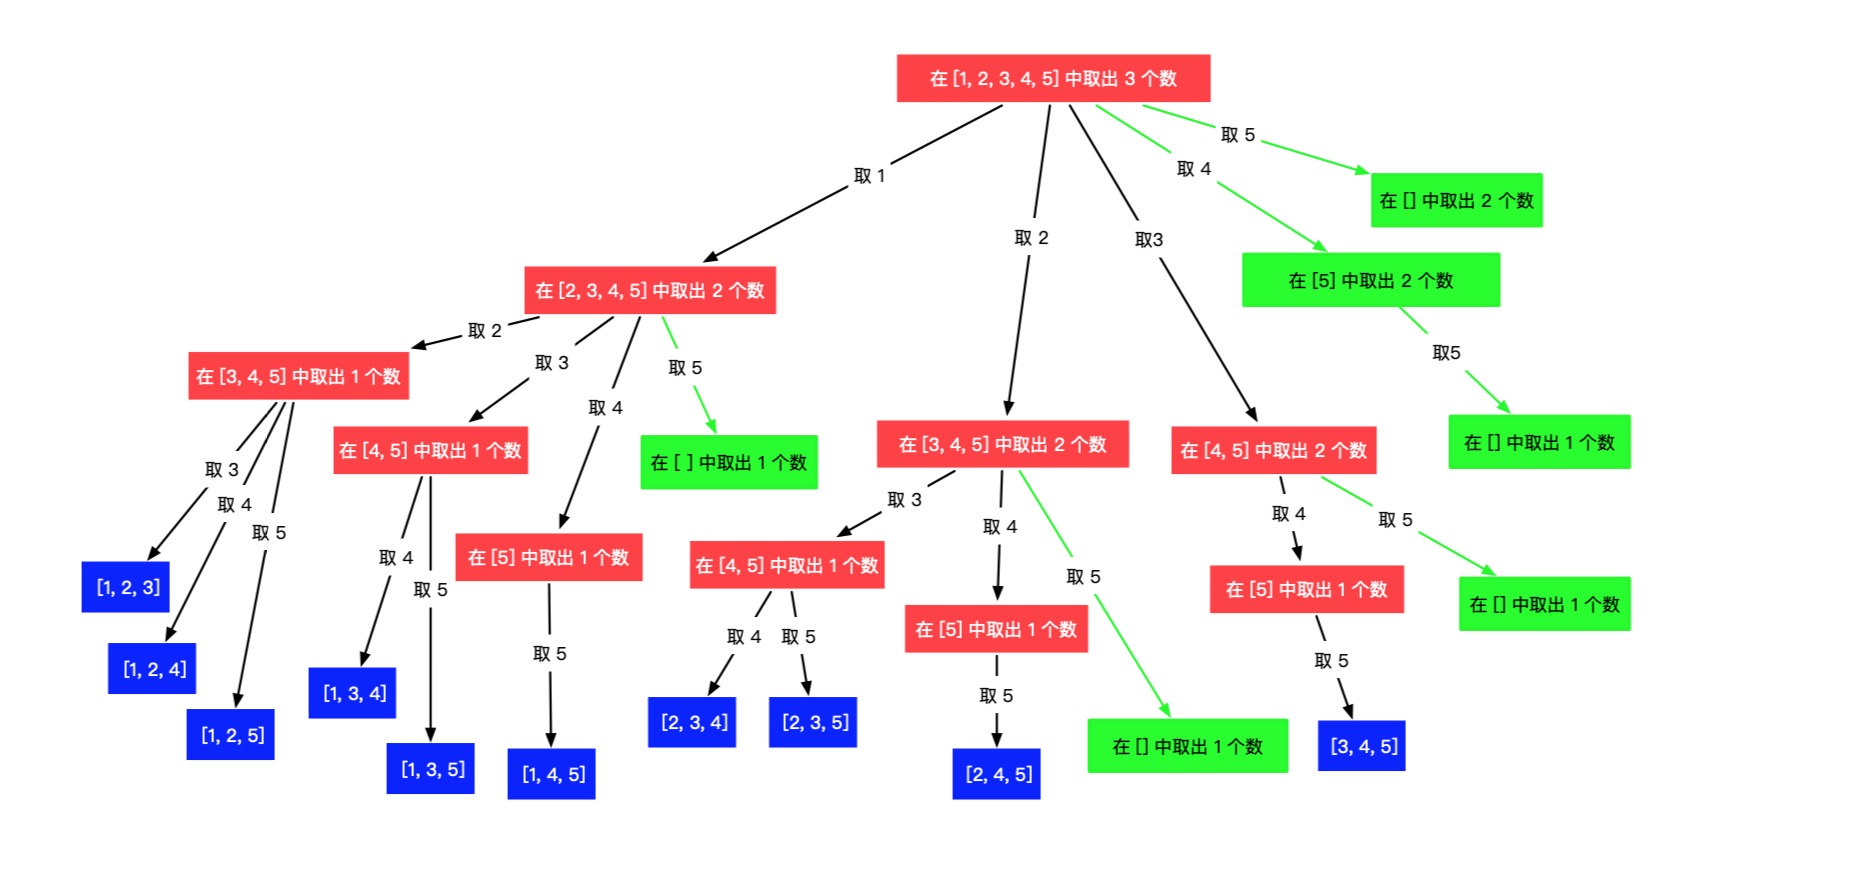 在 [1, 2, 3, 4, 5] 中取出 3 个数
取 5
取 4
取 1
在 [] 中取出 2 个数
取 2
取3
在 [5] 中取出 2 个数
在 [2, 3, 4, 5] 中取出 2 个数
取 2
取 3
取5
取 5
在 [3, 4, 5] 中取出 1 个数
取 4
在 [] 中取出 1 个数
在 [3, 4, 5] 中取出 2 个数
在 [4, 5] 中取出 2 个数
在 [4, 5] 中取出 1 个数
在 [ ] 中取出 1 个数
取 3
取 3
取 4
取 4
取 5
取 4
取 5
取 4
在 [5] 中取出 1 个数
在 [4, 5] 中取出 1 个数
取 5
[1, 2, 3]
取 5
在 [5] 中取出 1 个数
在 [] 中取出 1 个数
在 [5] 中取出 1 个数
取 4
取 5
取 5
取 5
[1, 2, 4]
[1, 3, 4]
取 5
[2, 3, 4]
[2, 3, 5]
[1, 2, 5]
在 [] 中取出 1 个数
[3, 4, 5]
[1, 3, 5]
[1, 4, 5]
[2, 4, 5]